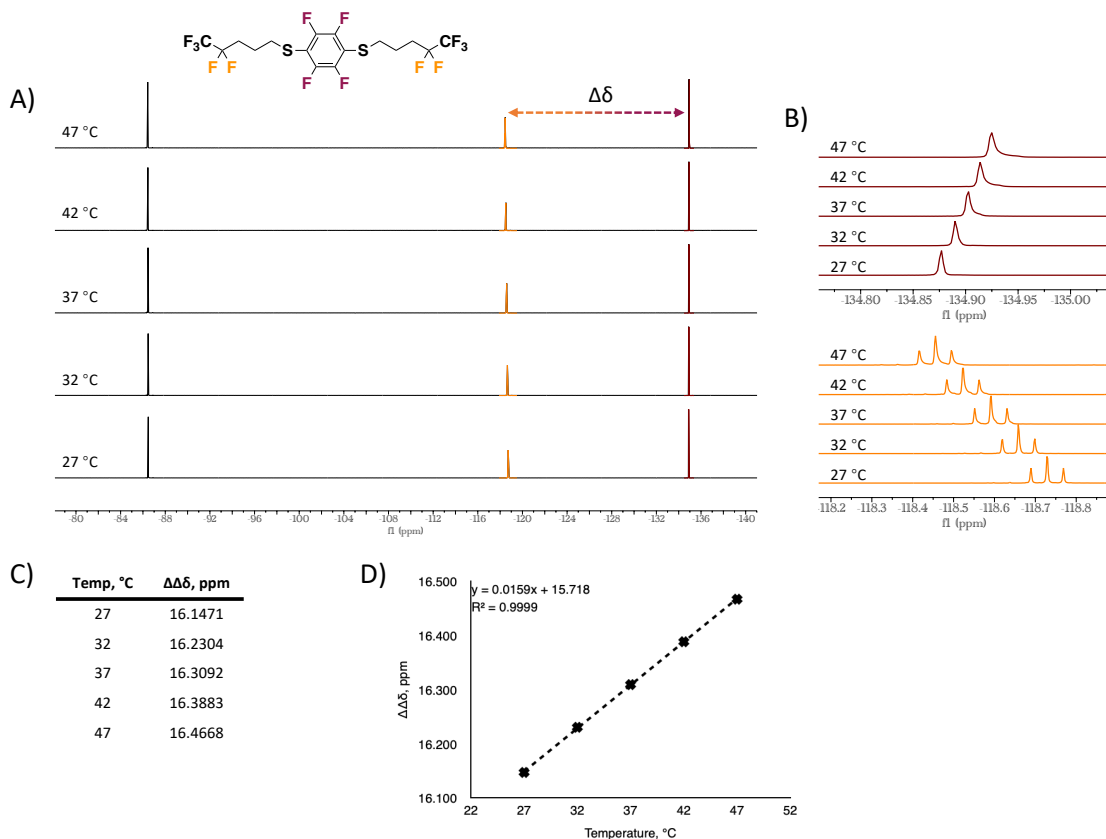 F F
F₃C S S CF₃
F F F F F F
A)
Δδ
47 °C
42 °C
37 °C
32 °C
27 °C
-80 -84 -88 -92 -96 -100 -104 -108 -112 -116 -120 -124 -128 -132 -136 -140
f1 (ppm)
B)
47 °C
42 °C
37 °C
32 °C
27 °C
-134.80 -134.85 -134.90 -134.95 -135.00
f1 (ppm)
47 °C
42 °C
37 °C
32 °C
27 °C
-118.2 -118.3 -118.4 -118.5 -118.6 -118.7 -118.8
f1 (ppm)
C)
Temp, °C ΔΔδ, ppm
27 16.1471
32 16.2304
37 16.3092
42 16.3883
47 16.4668
D)
y = 0.0159x + 15.718
R² = 0.9999
16.500
16.400
16.300
16.200
16.100
ΔΔδ, ppm
22 27 32 37 42 47 52
Temperature, °C